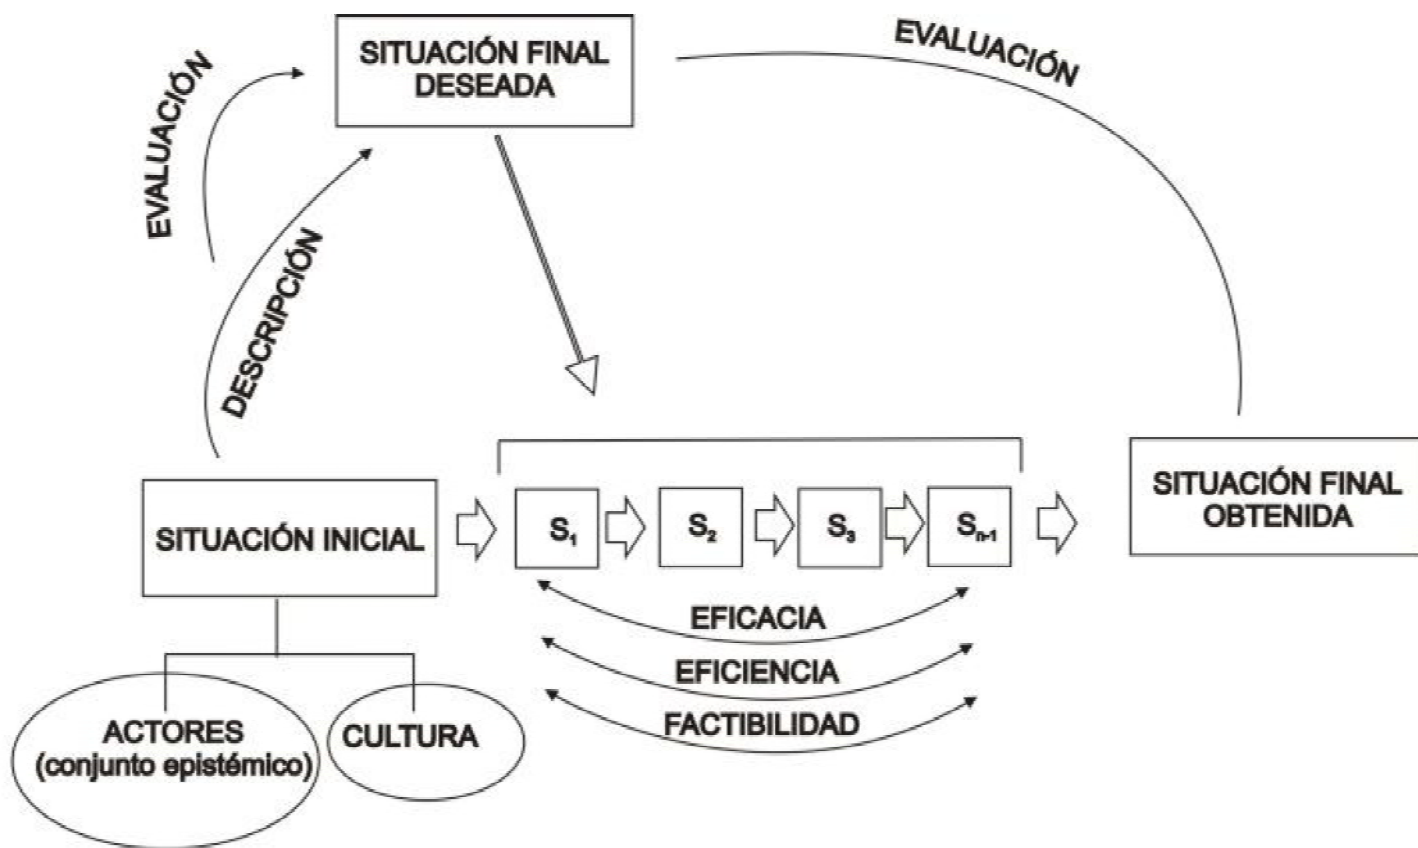 SITUACIÓN FINAL
DESEADA
EVALUACIÓN
EVALUACIÓN
DESCRIPCIÓN
SITUACIÓN INICIAL
S₁
S₂
S₃
Sₙ₋₁
SITUACIÓN FINAL
OBTENIDA
EFICACIA
EFICIENCIA
FACTIBILIDAD
ACTORES
(conjunto epistémico)
CULTURA